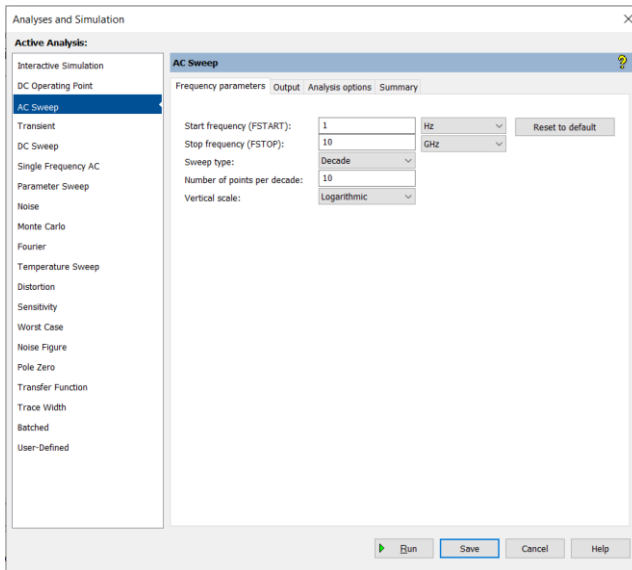 Analyses and Simulation
Active Analysis:
Interactive Simulation
DC Operating Point
AC Sweep
Transient
DC Sweep
Single Frequency AC
Parameter Sweep
Noise
Monte Carlo
Fourier
Temperature Sweep
Distortion
Sensitivity
Worst Case
Noise Figure
Pole Zero
Transfer Function
Trace Width
Batched
User-Defined
AC Sweep
Frequency parameters Output Analysis options Summary
Start frequency (FSTART): 1 Hz Reset to default
Stop frequency (FSTOP): 10 GHz
Sweep type: Decade
Number of points per decade: 10
Vertical scale: Logarithmic
Run Save Cancel Help